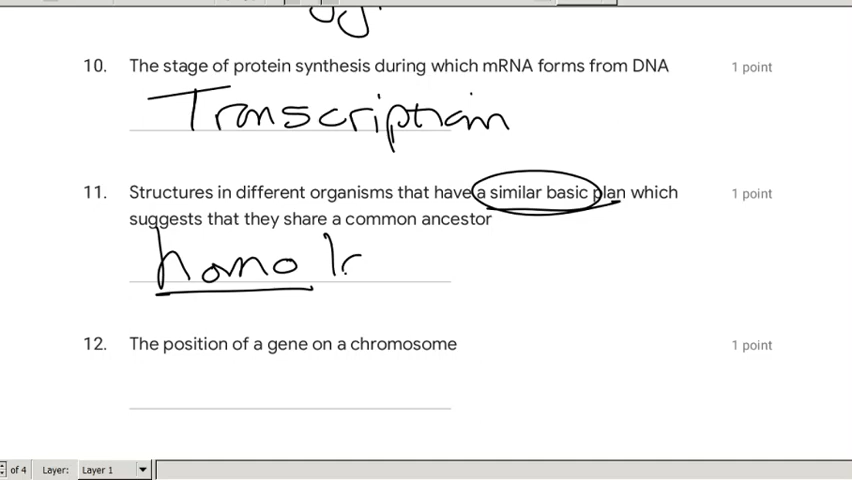 10. The stage of protein synthesis during which mRNA forms from DNA 1 point
Transcription
11. Structures in different organisms that have a similar basic plan which 1 point
suggests that they share a common ancestor
homo lo
12. The position of a gene on a chromosome 1 point
of 4 Layer: Layer 1